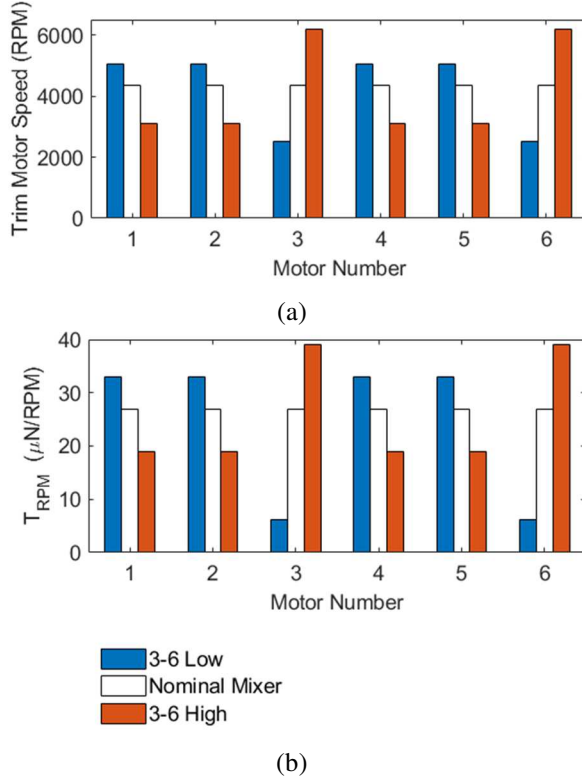 Trim Motor Speed (RPM)
6000
4000
2000
0
1 2 3 4 5 6
Motor Number
(a)
T_RPM (μN/RPM)
40
30
20
10
0
1 2 3 4 5 6
Motor Number
3-6 Low
Nominal Mixer
3-6 High
(b)